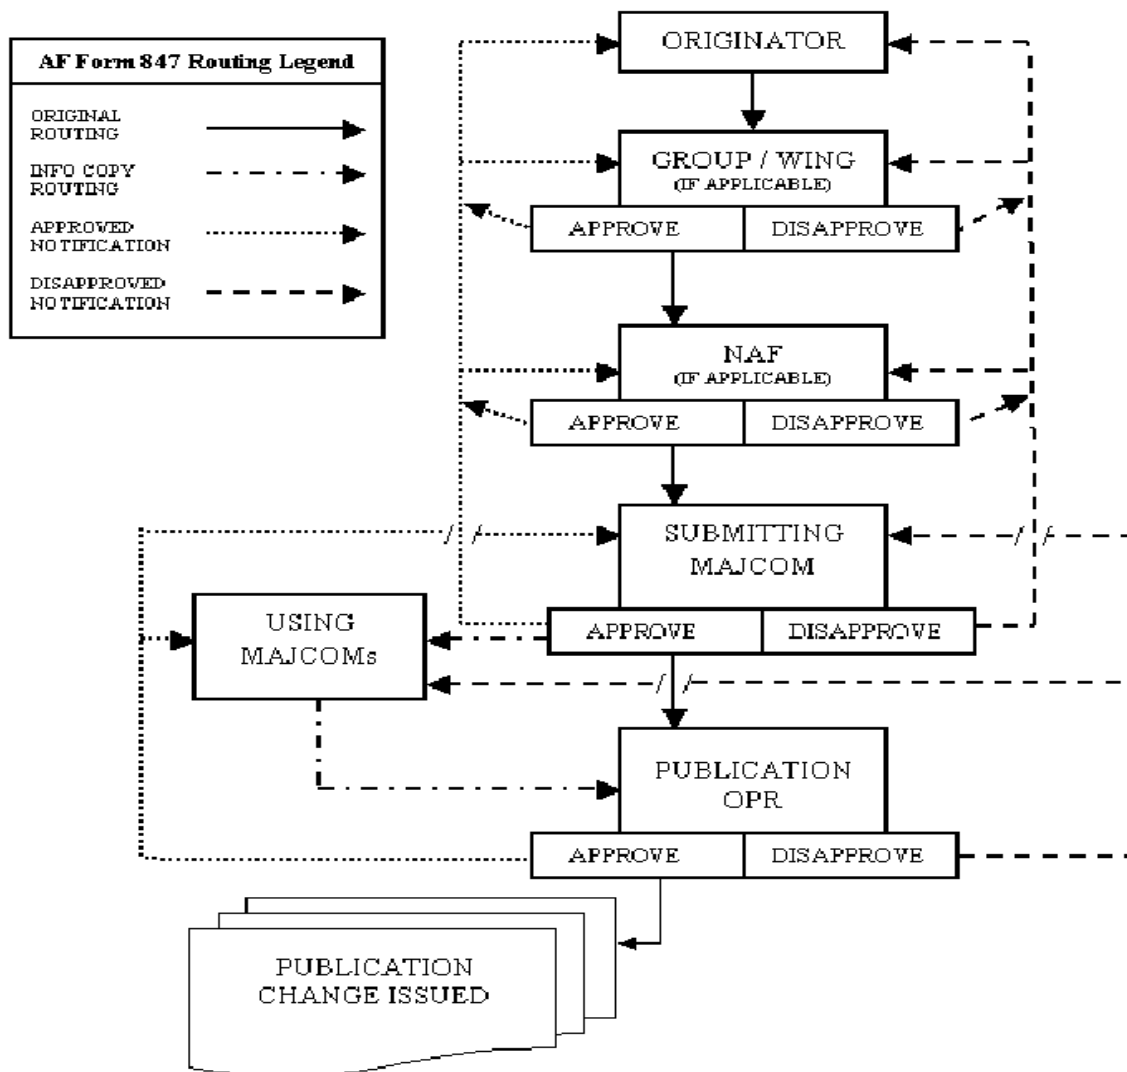 AF Form 847 Routing Legend
ORIGINAL
ROUTING
INFO COPY
ROUTING
APPROVED
NOTIFICATION
DISAPPROVED
NOTIFICATION
ORIGINATOR
GROUP / WING
(IF APPLICABLE)
APPROVE DISAPPROVE
NAF
(IF APPLICABLE)
APPROVE DISAPPROVE
SUBMITTING
MAJCOM
APPROVE DISAPPROVE
USING
MAJCOMs
PUBLICATION
OPR
APPROVE DISAPPROVE
PUBLICATION
CHANGE ISSUED